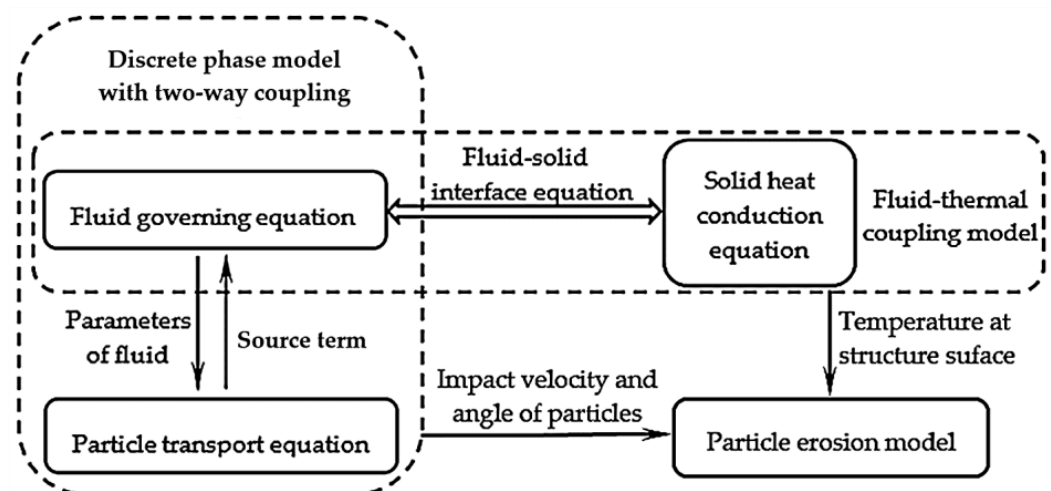 Discrete phase model
with two-way coupling
Fluid-solid
interface equation
Fluid governing equation
Solid heat
conduction
equation
Fluid-thermal
coupling model
Parameters
of fluid
Source term
Temperature at
structure suface
Impact velocity and
angle of particles
Particle transport equation
Particle erosion model